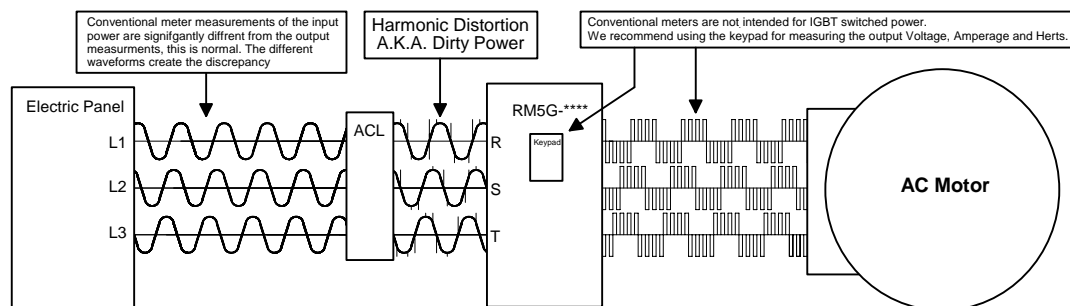 Conventional meter measurements of the input
power are signifgantly diffrent from the output
measurments, this is normal. The different
waveforms create the discrepancy
Harmonic Distortion
A.K.A. Dirty Power
Conventional meters are not intended for IGBT switched power.
We recommend using the keypad for measuring the output Voltage, Amperage and Herts.
Electric Panel
ACL
RM5G-****
Keypad
L1
R
L2
S
L3
T
AC Motor